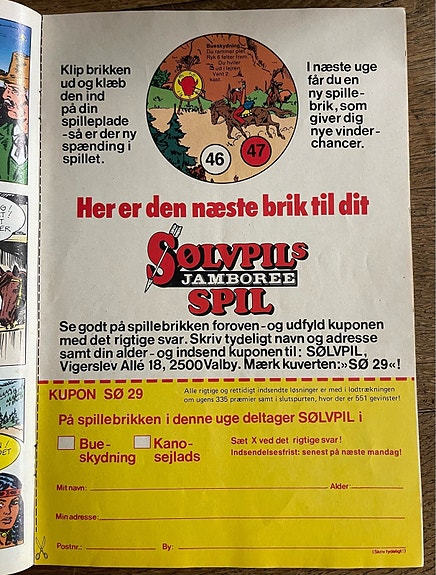 Klip brikken
ud og klæb
den ind
på din
spilleplade
-så er der ny
spænding i
spillet.
Bueskydning.
Du rammer plet.
Ryk 6 felter frem.
Du hviler
ud i lejren
Vent 2
kast.
46
47
I næste uge
får du en
ny spille-
brik, som
giver dig
nye vinder-
chancer.
Her er den næste brik til dit
SØLVPILs
JAMBOREE
SPIL
Se godt på spillebrikken foroven - og udfyld kuponen
med det rigtige svar. Skriv tydeligt navn og adresse
samt din alder - og indsend kuponen til: SØLVPIL,
Vigerslev Allé 18, 2500 Valby. Mærk kuverten: »SØ 29«!
KUPON SØ 29
Alle rigtige og rettidigt indsendte løsninger er med i lodtrækningen
om ugens 335 præmier samt i slutspurten, hvor der er 551 gevinster!
På spillebrikken i denne uge deltager SØLVPIL i
Bue-
skydning
Kano-
sejlads
Sæt X ved det rigtige svar!
Indsendelsesfrist: senest på næste mandag!
Mit navn:
Alder:
Min adresse:
Postnr.:
By:
(Skriv tydeligt!)